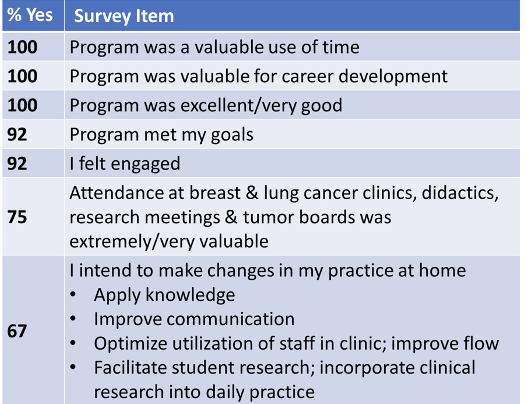 % Yes Survey Item
100 Program was a valuable use of time
100 Program was valuable for career development
100 Program was excellent/very good
92 Program met my goals
92 I felt engaged
Attendance at breast & lung cancer clinics, didactics,
75 research meetings & tumor boards was
extremely/very valuable
I intend to make changes in my practice at home
• Apply knowledge
• Improve communication
67
• Optimize utilization of staff in clinic; improve flow
• Facilitate student research; incorporate clinical
research into daily practice